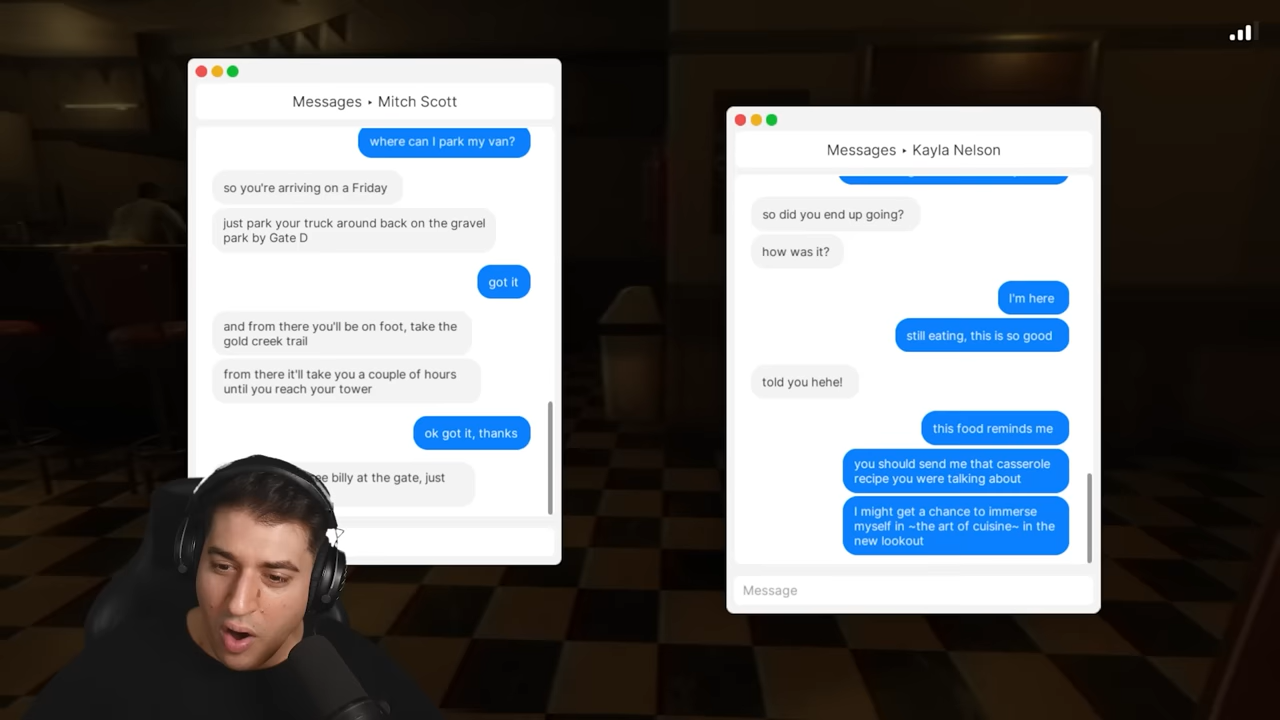 Messages ▸ Mitch Scott
where can I park my van?
so you're arriving on a Friday
just park your truck around back on the gravel
park by Gate D
got it
and from there you'll be on foot, take the
gold creek trail
from there it'll take you a couple of hours
until you reach your tower
ok got it, thanks
billy at the gate, just
Messages ▸ Kayla Nelson
so did you end up going?
how was it?
I'm here
still eating, this is so good
told you hehe!
this food reminds me
you should send me that casserole
recipe you were talking about
I might get a chance to immerse
myself in ~the art of cuisine~ in the
new lookout
Message